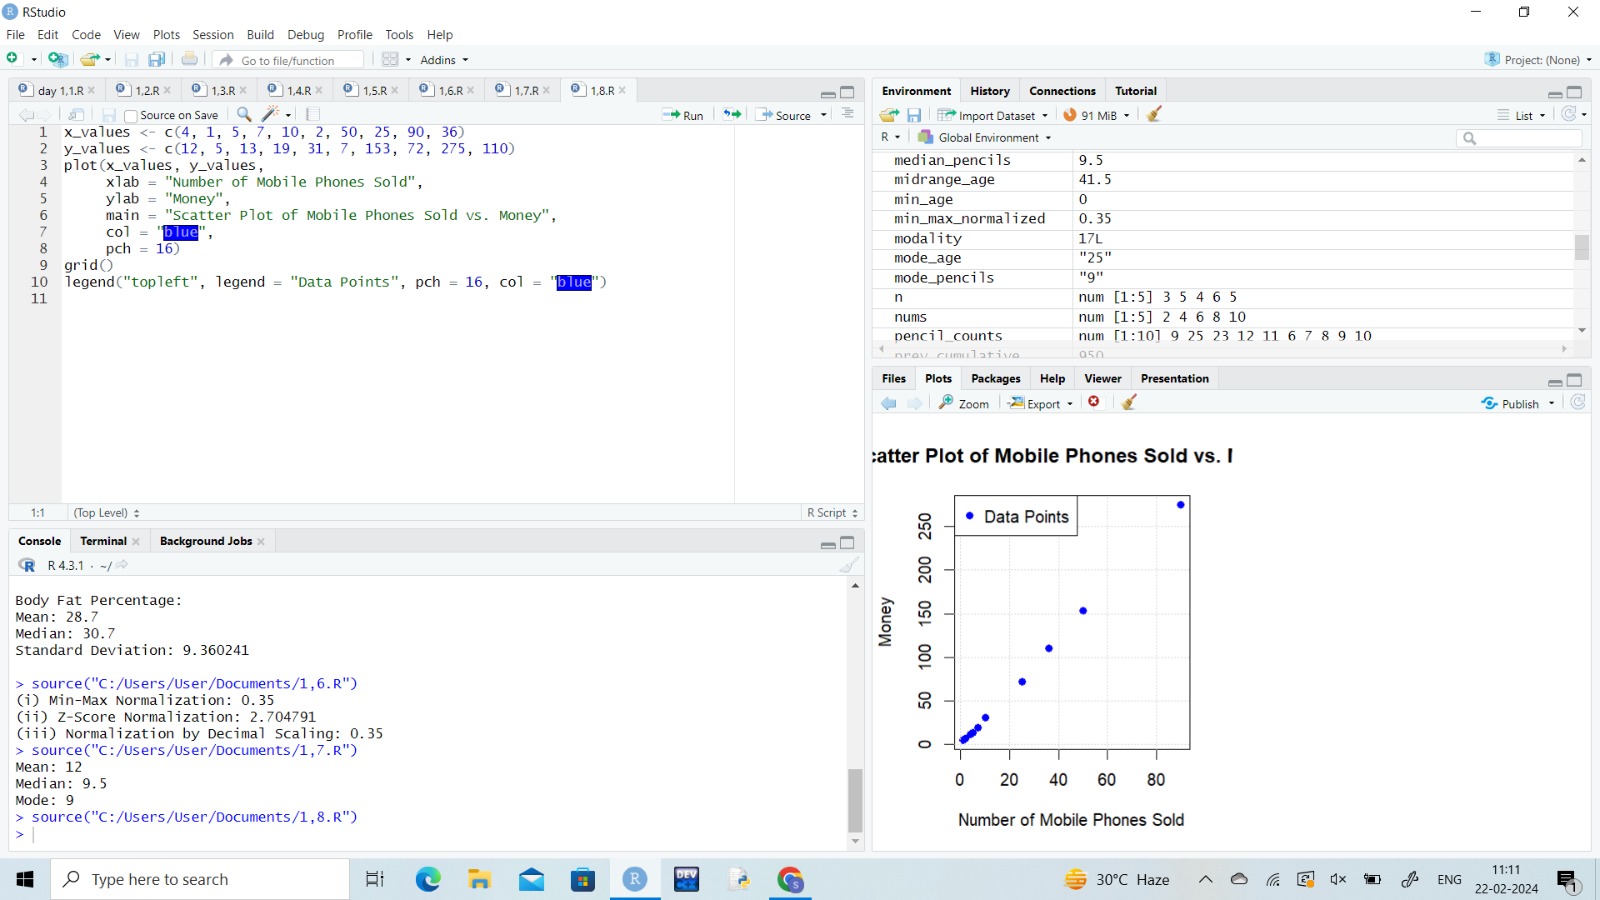 RStudio
File Edit Code View Plots Session Build Debug Profile Tools Help
Go to file/function Addins Project: (None)
day 1,1.R 1,2.R 1,3.R 1,4.R 1,5.R 1,6.R 1,7.R 1,8.R
Source on Save Run Source
1 x_values <- c(4, 1, 5, 7, 10, 2, 50, 25, 90, 36)
2 y_values <- c(12, 5, 13, 19, 31, 7, 153, 72, 275, 110)
3 plot(x_values, y_values,
4 xlab = "Number of Mobile Phones Sold",
5 ylab = "Money",
6 main = "Scatter Plot of Mobile Phones Sold vs. Money",
7 col = "blue",
8 pch = 16)
9 grid()
10 legend("topleft", legend = "Data Points", pch = 16, col = "blue")
11
1:1 (Top Level) R Script
Console Terminal Background Jobs
R 4.3.1 · ~/
Body Fat Percentage:
Mean: 28.7
Median: 30.7
Standard Deviation: 9.360241
> source("C:/Users/User/Documents/1,6.R")
(i) Min-Max Normalization: 0.35
(ii) Z-Score Normalization: 2.704791
(iii) Normalization by Decimal Scaling: 0.35
> source("C:/Users/User/Documents/1,7.R")
Mean: 12
Median: 9.5
Mode: 9
> source("C:/Users/User/Documents/1,8.R")
>
Environment History Connections Tutorial
Import Dataset 91 MiB List
R Global Environment
median_pencils 9.5
midrange_age 41.5
min_age 0
min_max_normalized 0.35
modality 17L
mode_age "25"
mode_pencils "9"
n num [1:5] 3 5 4 6 5
nums num [1:5] 2 4 6 8 10
pencil_counts num [1:10] 9 25 23 12 11 6 7 8 9 10
prev_cumulative 950
Files Plots Packages Help Viewer Presentation
Zoom Export Publish
catter Plot of Mobile Phones Sold vs. M
Data Points
Money
250
200
150
100
50
0
0 20 40 60 80
Number of Mobile Phones Sold
Type here to search
DEV
30°C Haze ENG 11:11
22-02-2024
1